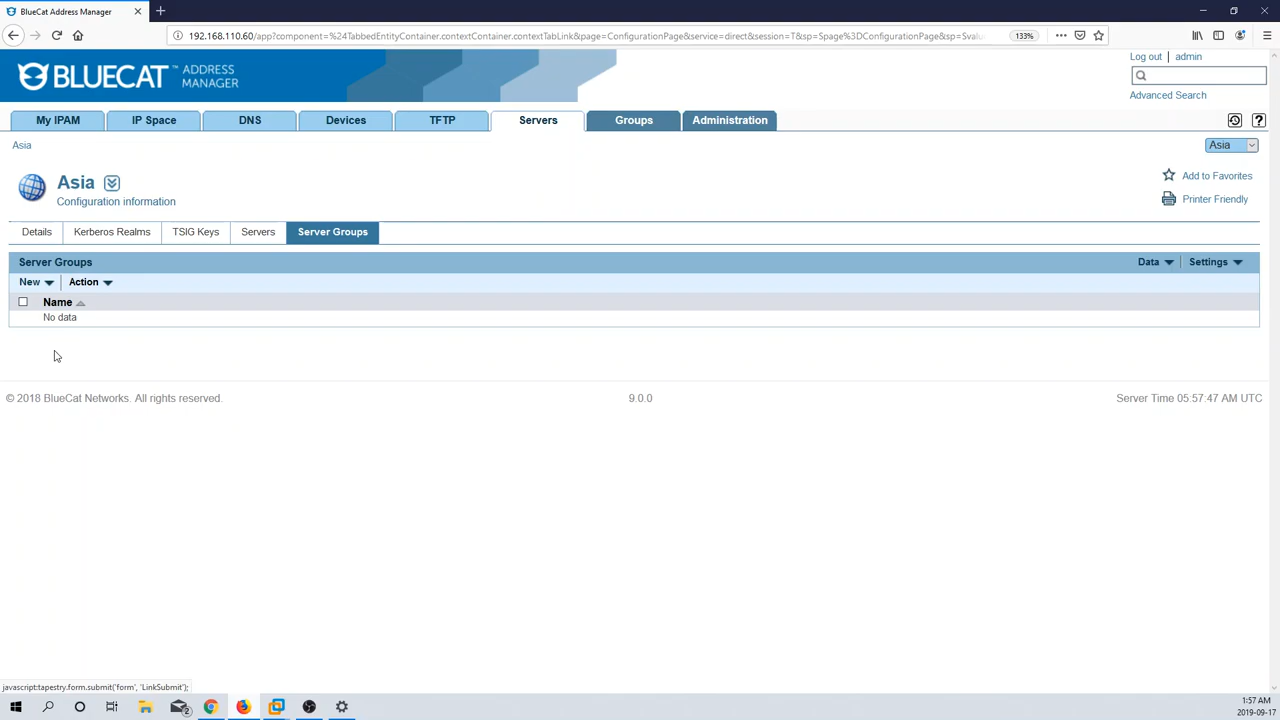 BlueCat Address Manager
192.168.110.60/app?component=%24TabbedEntityContainer.contextContainer.contextTabLink&page=ConfigurationPage&service=direct&session=T&sp=Spage%3DConfigurationPage&sp=Svalu
133%
BLUECAT ™ ADDRESS MANAGER
Log out | admin
Advanced Search
My IPAM
IP Space
DNS
Devices
TFTP
Servers
Groups
Administration
?
Asia
Asia
Asia
Configuration information
Add to Favorites
Printer Friendly
Details
Kerberos Realms
TSIG Keys
Servers
Server Groups
Server Groups
Data
Settings
New
Action
Name
No data
© 2018 BlueCat Networks. All rights reserved.
9.0.0
Server Time 05:57:47 AM UTC
javascript:tapestry.form.submit('form', 'LinkSubmit');
2
1:57 AM
2019-09-17